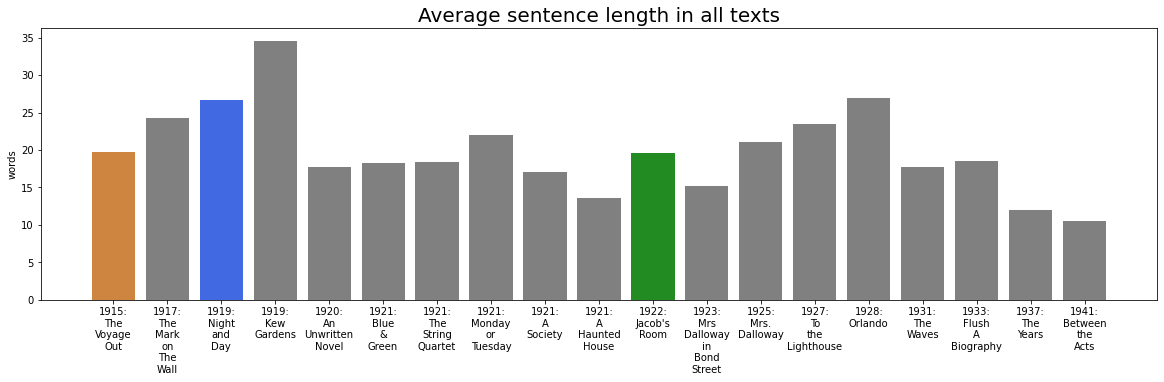 Average sentence length in all texts
words
35
30
25
20
15
10
5
0
1915:
The
Voyage
Out
1917:
The
Mark
on
The
Wall
1919:
Night
and
Day
1919:
Kew
Gardens
1920:
An
Unwritten
Novel
1921:
Blue
&
Green
1921:
The
String
Quartet
1921:
Monday
or
Tuesday
1921:
A
Society
1921:
A
Haunted
House
1922:
Jacob's
Room
1923:
Mrs
Dalloway
in
Bond
Street
1925:
Mrs.
Dalloway
1927:
To
the
Lighthouse
1928:
Orlando
1931:
The
Waves
1933:
Flush
A
Biography
1937:
The
Years
1941:
Between
the
Acts